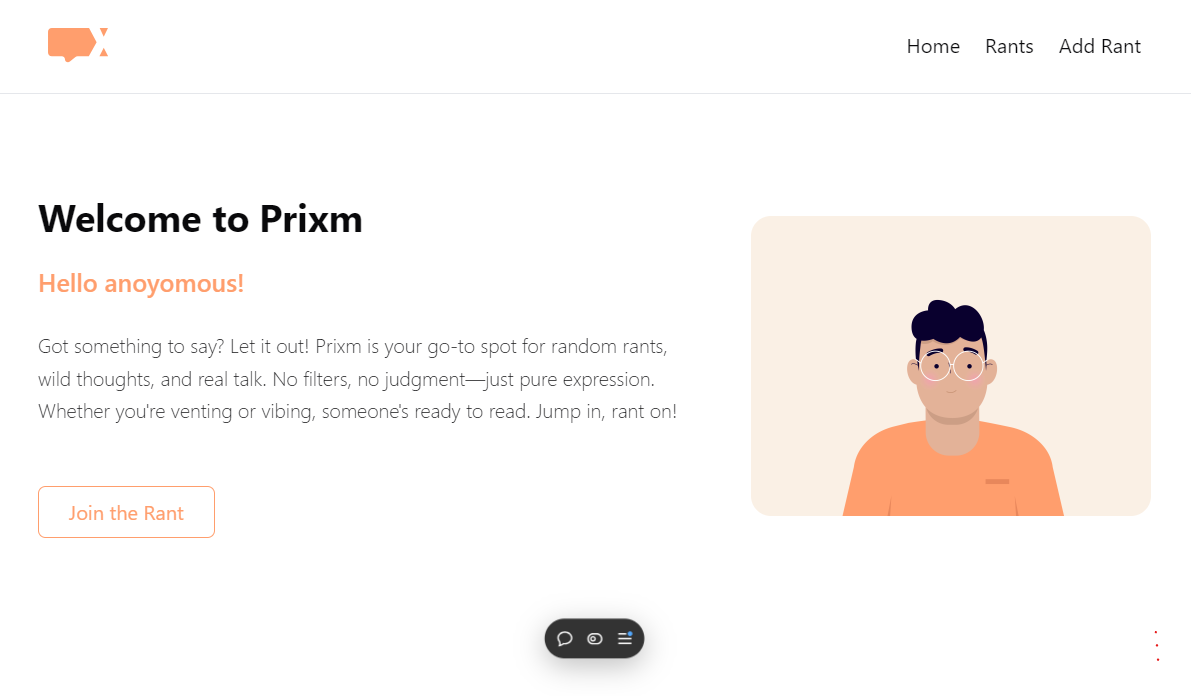 Home Rants Add Rant
Welcome to Prixm
Hello anoyomous!
Got something to say? Let it out! Prixm is your go-to spot for random rants,
wild thoughts, and real talk. No filters, no judgment—just pure expression.
Whether you're venting or vibing, someone's ready to read. Jump in, rant on!
Join the Rant